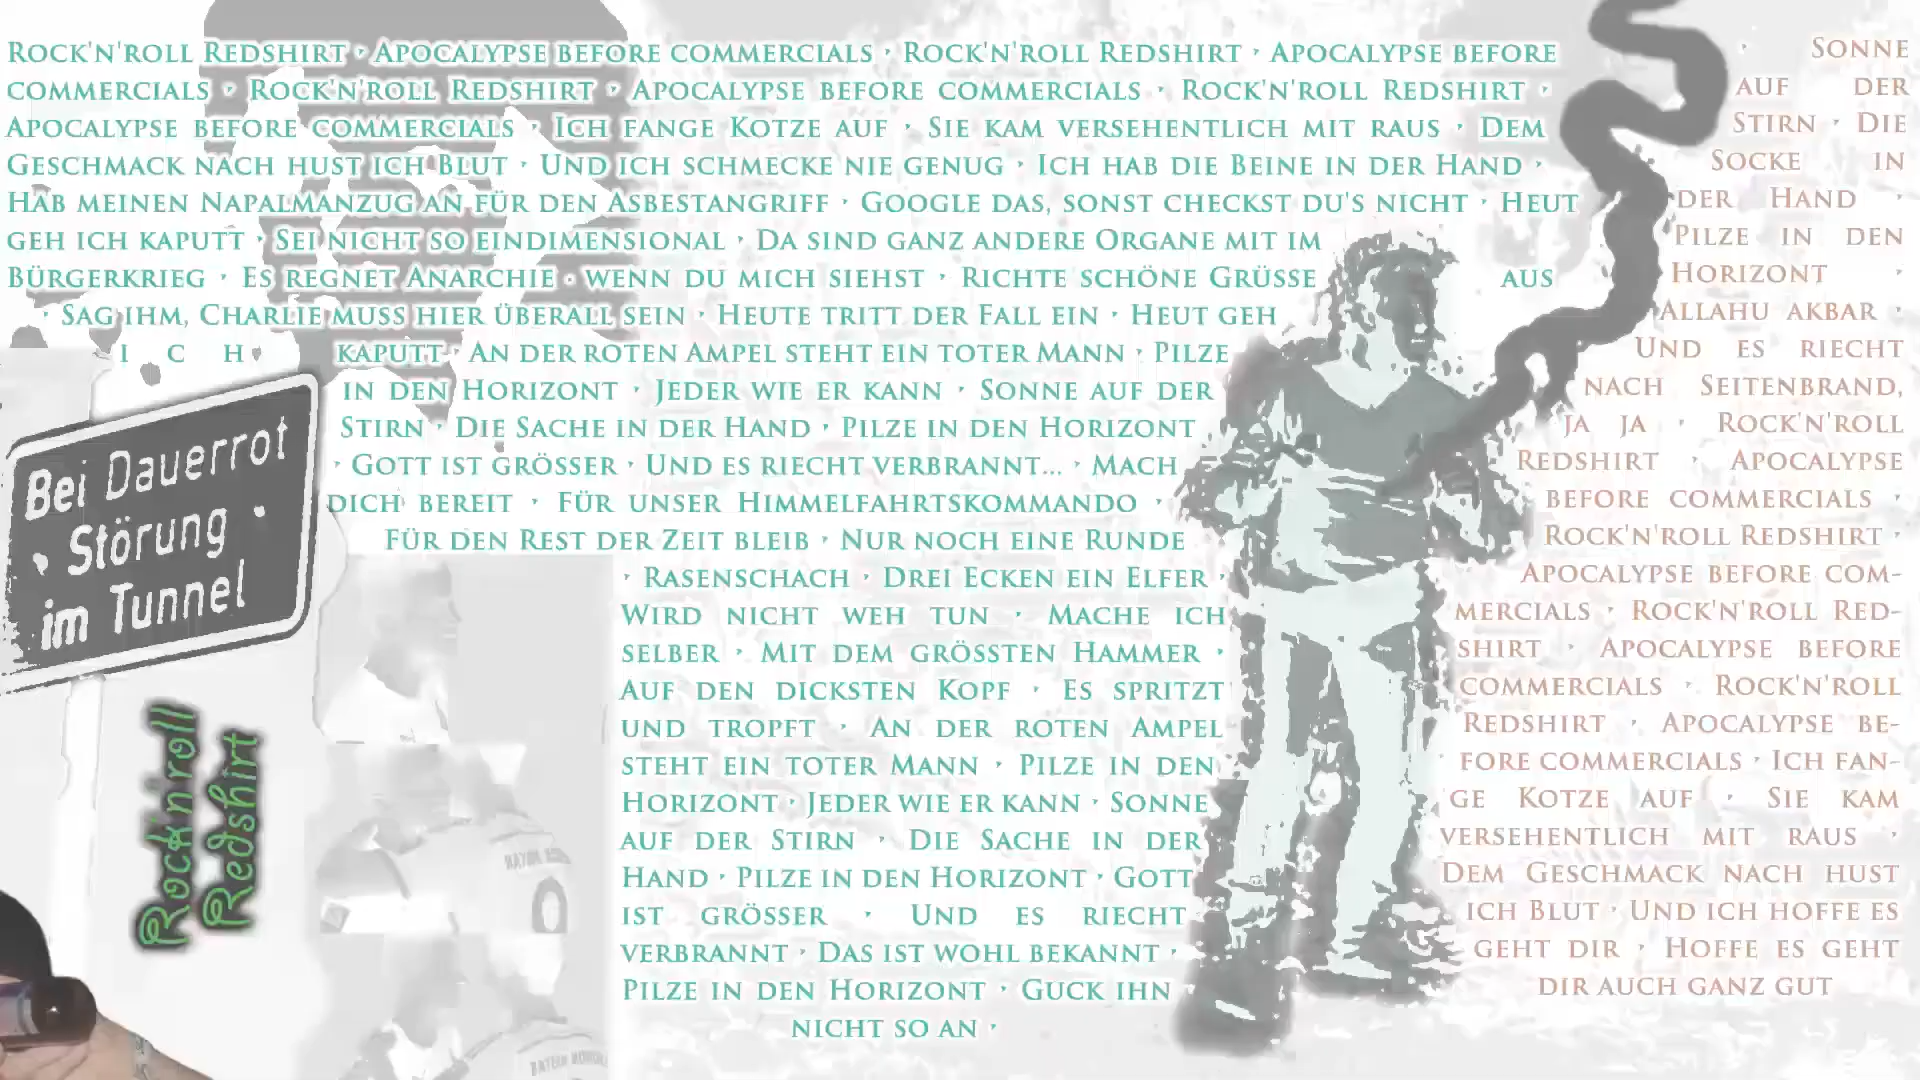 ROCK'N'ROLL REDSHIRT · APOCALYPSE BEFORE COMMERCIALS · ROCK'N'ROLL REDSHIRT · APOCALYPSE BEFORE
COMMERCIALS · ROCK'N'ROLL REDSHIRT · APOCALYPSE BEFORE COMMERCIALS · ROCK'N'ROLL REDSHIRT ·
APOCALYPSE BEFORE COMMERCIALS · ICH FANGE KOTZE AUF · SIE KAM VERSEHENTLICH MIT RAUS · DEM
GESCHMACK NACH HUST ICH BLUT · UND ICH SCHMECKE NIE GENUG · ICH HAB DIE BEINE IN DER HAND ·
HAB MEINEN NAPALMANZUG AN FÜR DEN ASBESTANGRIFF · GOOGLE DAS, SONST CHECKST DU'S NICHT · HEUT
GEH ICH KAPUTT · SEI NICHT SO EINDIMENSIONAL · DA SIND GANZ ANDERE ORGANE MIT IM
BÜRGERKRIEG · ES REGNET ANARCHIE · WENN DU MICH SIEHST · RICHTE SCHÖNE GRÜSSE AUS
· SAG IHM, CHARLIE MUSS HIER ÜBERALL SEIN · HEUTE TRITT DER FALL EIN · HEUT GEH
ICH KAPUTT · AN DER ROTEN AMPEL STEHT EIN TOTER MANN · PILZE
IN DEN HORIZONT · JEDER WIE ER KANN · SONNE AUF DER
STIRN · DIE SACHE IN DER HAND · PILZE IN DEN HORIZONT
· GOTT IST GRÖSSER · UND ES RIECHT VERBRANNT... · MACH
DICH BEREIT · FÜR UNSER HIMMELFAHRTSKOMMANDO ·
FÜR DEN REST DER ZEIT BLEIB · NUR NOCH EINE RUNDE
· RASENSCHACH · DREI ECKEN EIN ELFER ·
WIRD NICHT WEH TUN · MACHE ICH
SELBER · MIT DEM GRÖSSTEN HAMMER ·
AUF DEN DICKSTEN KOPF · ES SPRITZT
UND TROPFT · AN DER ROTEN AMPEL
STEHT EIN TOTER MANN · PILZE IN DEN
HORIZONT · JEDER WIE ER KANN · SONNE
AUF DER STIRN · DIE SACHE IN DER
HAND · PILZE IN DEN HORIZONT · GOTT
IST GRÖSSER · UND ES RIECHT
VERBRANNT · DAS IST WOHL BEKANNT ·
PILZE IN DEN HORIZONT · GUCK IHN
NICHT SO AN ·
· SONNE
AUF DER
STIRN · DIE
SOCKE IN
DER HAND ·
PILZE IN DEN
HORIZONT ·
ALLAHU AKBAR ·
UND ES RIECHT
NACH SEITENBRAND,
JA JA · ROCK'N'ROLL
REDSHIRT · APOCALYPSE
BEFORE COMMERCIALS ·
ROCK'N'ROLL REDSHIRT ·
APOCALYPSE BEFORE COM-
MERCIALS · ROCK'N'ROLL RED-
SHIRT · APOCALYPSE BEFORE
COMMERCIALS · ROCK'N'ROLL
REDSHIRT · APOCALYPSE BE-
FORE COMMERCIALS · ICH FAN-
GE KOTZE AUF · SIE KAM
VERSEHENTLICH MIT RAUS ·
DEM GESCHMACK NACH HUST
ICH BLUT · UND ICH HOFFE ES
GEHT DIR · HOFFE ES GEHT
DIR AUCH GANZ GUT
Bei Dauerrot
· Störung ·
im Tunnel
Rock'n'roll
Redshirt
0